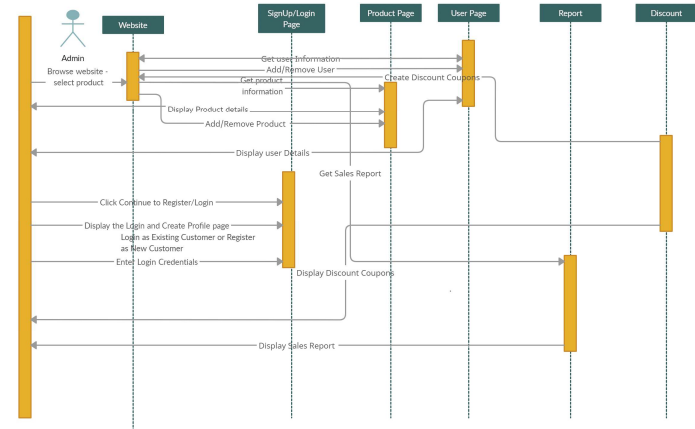 Website
SignUp/Login
Page
Product Page
User Page
Report
Discount
Admin
Get user Information
Add/Remove User
Browse website -
select product
Create Discount Coupons
Get product
information
Display Product details
Add/Remove Product
Display user Details
Get Sales Report
Click Continue to Register/Login
Display the Login and Create Profile page
Login as Existing Customer or Register
as New Customer
Enter Login Credentials
Display Discount Coupons
Display Sales Report